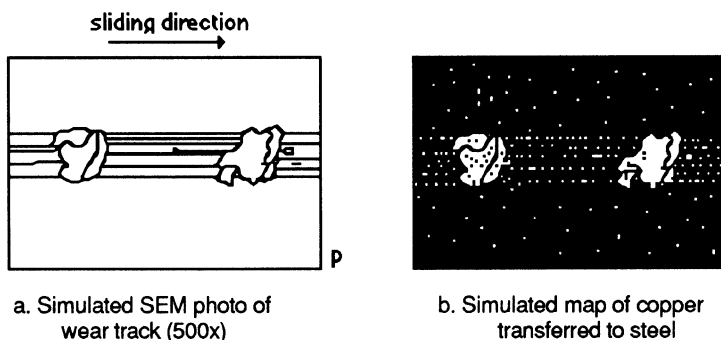 sliding direction
p
a. Simulated SEM photo of
wear track (500x)
b. Simulated map of copper
transferred to steel